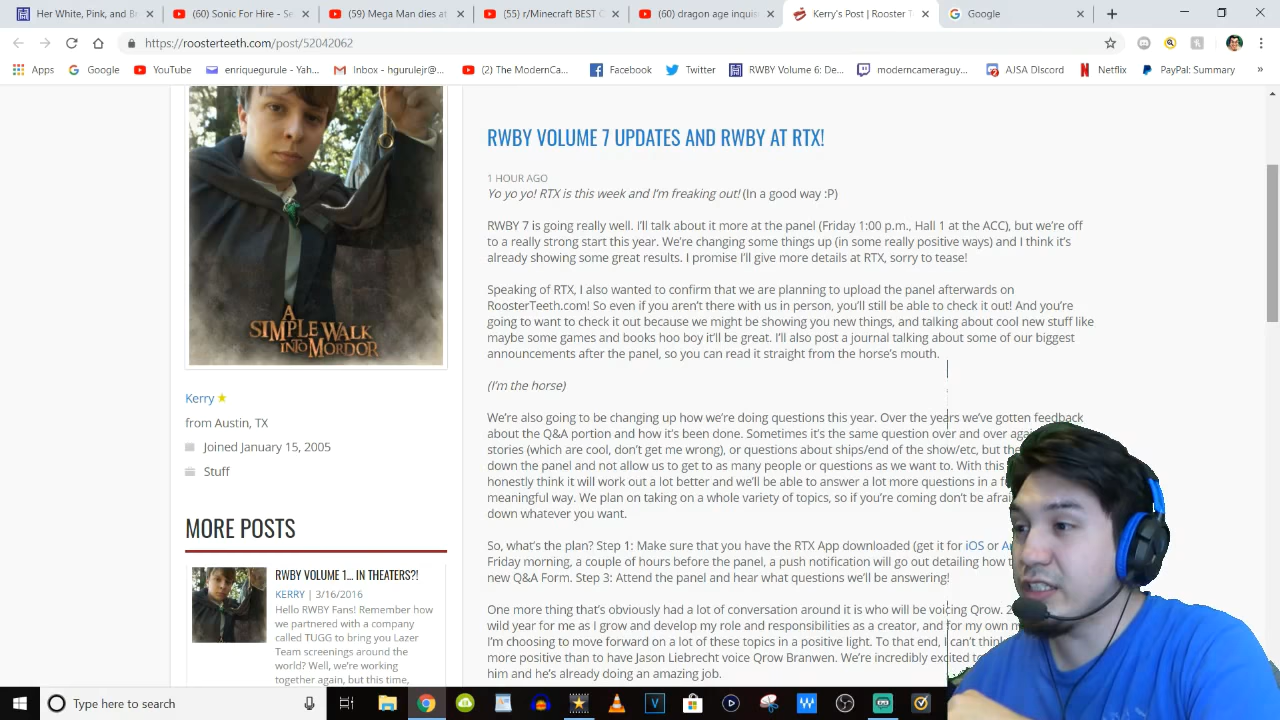 Her White, Pink, and B
(60) Sonic For Hire - Se
(59) Mega Man dies at
(55) r/Minecraft BEST O
(60) dragon age inquis
Kerry's Post | Rooster T
Google
https://roosterteeth.com/post/52042062
Apps
Google
YouTube
enriquegurule - Yah...
Inbox - hgurulejr@...
(2) The ModernCa...
Facebook
Twitter
RWBY Volume 6: De...
moderncameraguy...
AJSA DIscord
Netflix
PayPal: Summary
»
A
SIMPLE WALK
INTO MORDOR
Kerry
from Austin, TX
Joined January 15, 2005
Stuff
MORE POSTS
RWBY VOLUME 1... IN THEATERS?!
KERRY | 3/16/2016
Hello RWBY Fans! Remember how
we partnered with a company
called TUGG to bring you Lazer
Team screenings around the
world? Well, we're working
together again, but this time,
RWBY VOLUME 7 UPDATES AND RWBY AT RTX!
1 HOUR AGO
Yo yo yo! RTX is this week and I'm freaking out! (In a good way :P)
RWBY 7 is going really well. I'll talk about it more at the panel (Friday 1:00 p.m., Hall 1 at the ACC), but we're off
to a really strong start this year. We're changing some things up (in some really positive ways) and I think it's
already showing some great results. I promise I'll give more details at RTX, sorry to tease!
Speaking of RTX, I also wanted to confirm that we are planning to upload the panel afterwards on
RoosterTeeth.com! So even if you aren't there with us in person, you'll still be able to check it out! And you're
going to want to check it out because we might be showing you new things, and talking about cool new stuff like
maybe some games and books hoo boy it'll be great. I'll also post a journal talking about some of our biggest
announcements after the panel, so you can read it straight from the horse's mouth.
(I'm the horse)
We're also going to be changing up how we're doing questions this year. Over the years we've gotten feedback
about the Q&A portion and how it's been done. Sometimes it's the same question over and over aga
stories (which are cool, don't get me wrong), or questions about ships/end of the show/etc, but the
down the panel and not allow us to get to as many people or questions as we want to. With this
honestly think it will work out a lot better and we'll be able to answer a lot more questions in a f
meaningful way. We plan on taking on a whole variety of topics, so if you're coming don't be afrai
down whatever you want.
So, what's the plan? Step 1: Make sure that you have the RTX App downloaded (get it for iOS or A
Friday morning, a couple of hours before the panel, a push notification will go out detailing how t
new Q&A Form. Step 3: Attend the panel and hear what questions we'll be answering!
One more thing that's obviously had a lot of conversation around it is who will be voicing Qrow. 2
wild year for me as I grow and develop my role and responsibilities as a creator, and for my own m
I'm choosing to move forward on a lot of these topics in a positive light. To that end, I can't think
more positive than to have Jason Liebrecht voice Qrow Branwen. We're incredibly excited to
him and he's already doing an amazing job.
Type here to search